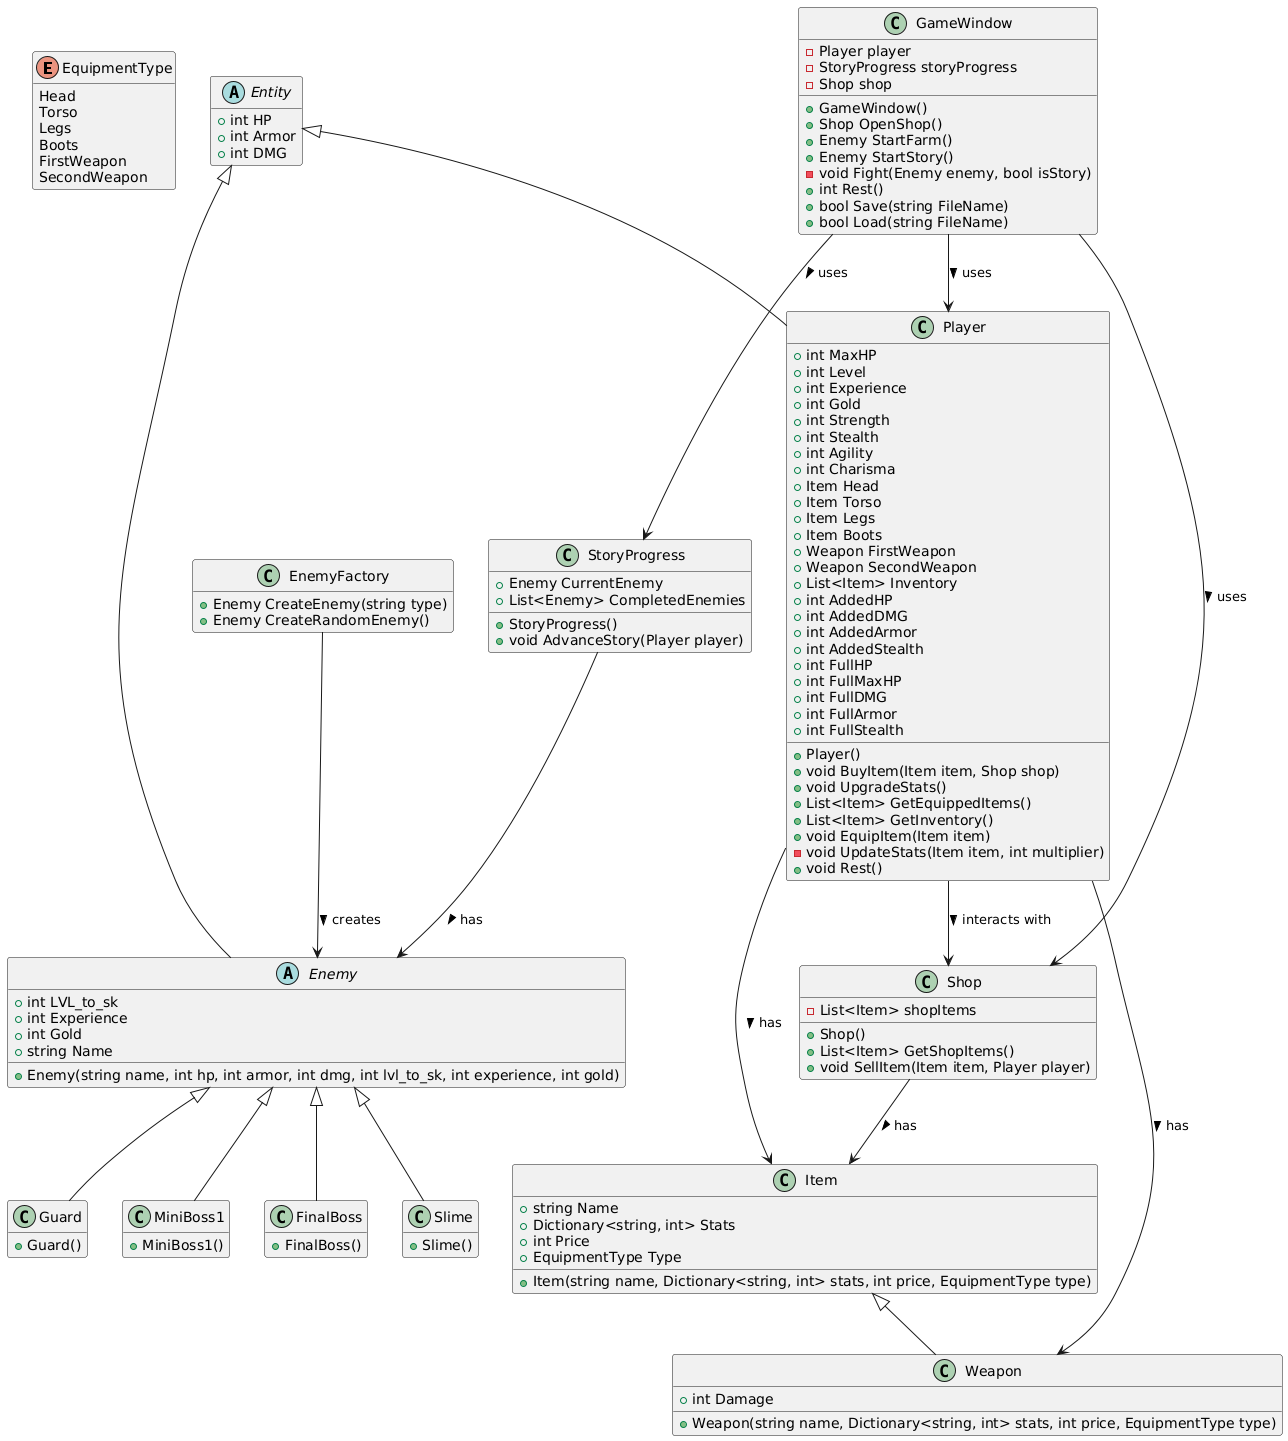 C GameWindow
Player player
StoryProgress storyProgress
Shop shop
GameWindow()
Shop OpenShop()
Enemy StartFarm()
Enemy StartStory()
void Fight(Enemy enemy, bool isStory)
int Rest()
bool Save(string FileName)
bool Load(string FileName)
E EquipmentType
Head
Torso
Legs
Boots
FirstWeapon
SecondWeapon
A Entity
int HP
int Armor
int DMG
uses
uses
uses
C Player
int MaxHP
int Level
int Experience
int Gold
int Strength
int Stealth
int Agility
int Charisma
Item Head
Item Torso
Item Legs
Item Boots
Weapon FirstWeapon
Weapon SecondWeapon
List<Item> Inventory
int AddedHP
int AddedDMG
int AddedArmor
int AddedStealth
int FullHP
int FullMaxHP
int FullDMG
int FullArmor
int FullStealth
Player()
void BuyItem(Item item, Shop shop)
void UpgradeStats()
List<Item> GetEquippedItems()
List<Item> GetInventory()
void EquipItem(Item item)
void UpdateStats(Item item, int multiplier)
void Rest()
C EnemyFactory
Enemy CreateEnemy(string type)
Enemy CreateRandomEnemy()
C StoryProgress
Enemy CurrentEnemy
List<Enemy> CompletedEnemies
StoryProgress()
void AdvanceStory(Player player)
creates
has
interacts with
A Enemy
int LVL_to_sk
int Experience
int Gold
string Name
Enemy(string name, int hp, int armor, int dmg, int lvl_to_sk, int experience, int gold)
has
C Shop
List<Item> shopItems
Shop()
List<Item> GetShopItems()
void SellItem(Item item, Player player)
has
has
C Guard
Guard()
C MiniBoss1
MiniBoss1()
C FinalBoss
FinalBoss()
C Slime
Slime()
C Item
string Name
Dictionary<string, int> Stats
int Price
EquipmentType Type
Item(string name, Dictionary<string, int> stats, int price, EquipmentType type)
C Weapon
int Damage
Weapon(string name, Dictionary<string, int> stats, int price, EquipmentType type)